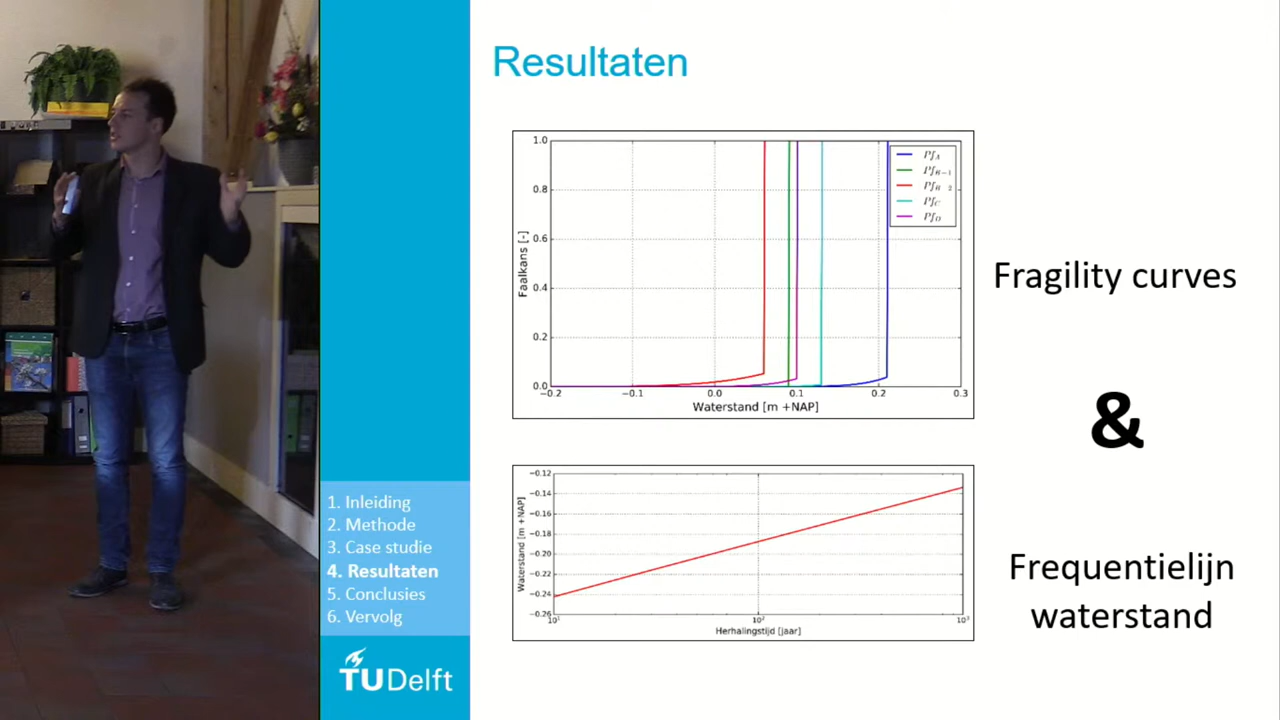 Resultaten
1.0
0.8
0.6
0.4
0.2
0.0
Faalkans [-]
−0.2
−0.1
0.0
0.1
0.2
0.3
Waterstand [m +NAP]
Fragility curves
&
−0.12
−0.14
−0.16
−0.18
−0.20
−0.22
−0.24
−0.26
Waterstand [m +NAP]
10¹
10²
10³
Herhalingstijd [jaar]
Frequentielijn
waterstand
1. Inleiding
2. Methode
3. Case studie
4. Resultaten
5. Conclusies
6. Vervolg
TUDelft